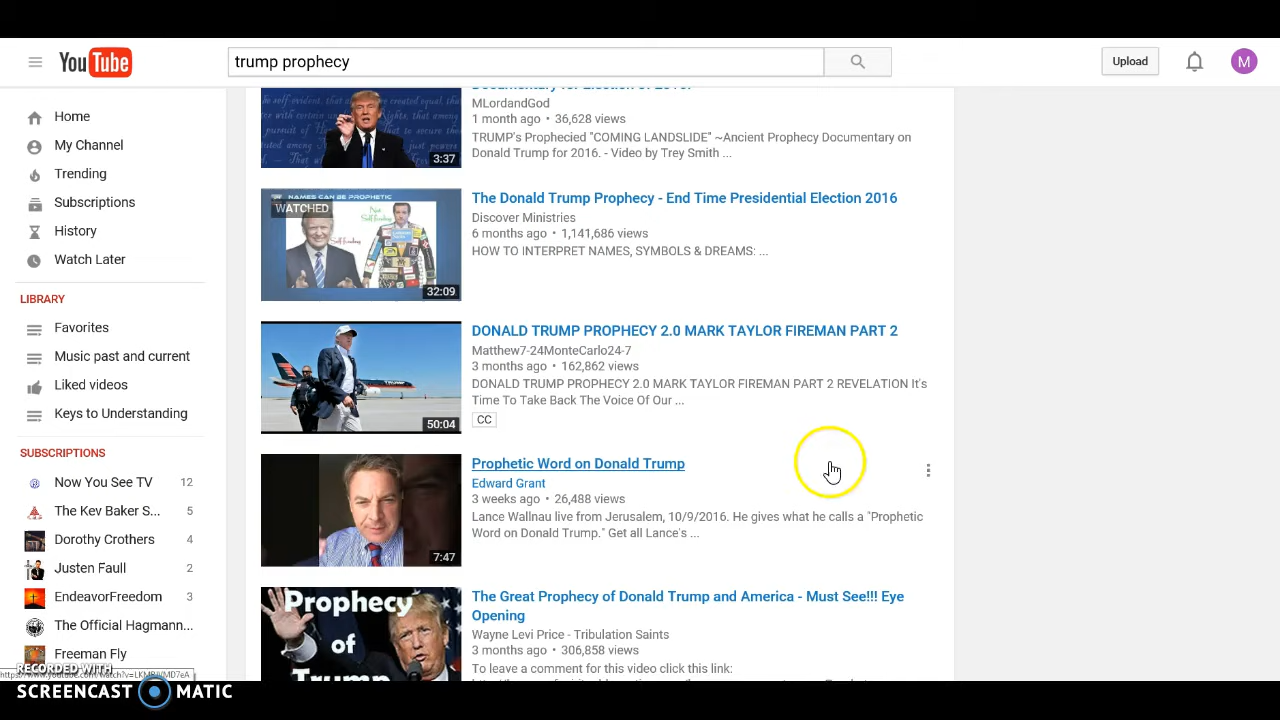 YouTube
trump prophecy
Upload
M
Home
My Channel
Trending
Subscriptions
History
Watch Later
LIBRARY
Favorites
Music past and current
Liked videos
Keys to Understanding
SUBSCRIPTIONS
Now You See TV 12
The Kev Baker S... 5
Dorothy Crothers 4
Justen Faull 2
EndeavorFreedom 3
The Official Hagmann...
Freeman Fly
Documentary for Election of 2016!
MLordandGod
1 month ago • 36,628 views
TRUMP's Prophecied "COMING LANDSLIDE" ~Ancient Prophecy Documentary on
Donald Trump for 2016. - Video by Trey Smith ...
3:37
NAMES CAN BE PROPHETIC
WATCHED
32:09
The Donald Trump Prophecy - End Time Presidential Election 2016
Discover Ministries
6 months ago • 1,141,686 views
HOW TO INTERPRET NAMES, SYMBOLS & DREAMS: ...
50:04
DONALD TRUMP PROPHECY 2.0 MARK TAYLOR FIREMAN PART 2
Matthew7-24MonteCarlo24-7
3 months ago • 162,862 views
DONALD TRUMP PROPHECY 2.0 MARK TAYLOR FIREMAN PART 2 REVELATION It's
Time To Take Back The Voice Of Our ...
CC
7:47
Prophetic Word on Donald Trump
Edward Grant
3 weeks ago • 26,488 views
Lance Wallnau live from Jerusalem, 10/9/2016. He gives what he calls a "Prophetic
Word on Donald Trump." Get all Lance's ...
Prophecy
of
Trump
The Great Prophecy of Donald Trump and America - Must See!!! Eye
Opening
Wayne Levi Price - Tribulation Saints
3 months ago • 306,858 views
To leave a comment for this video click this link:
RECORDED WITH
SCREENCAST MATIC